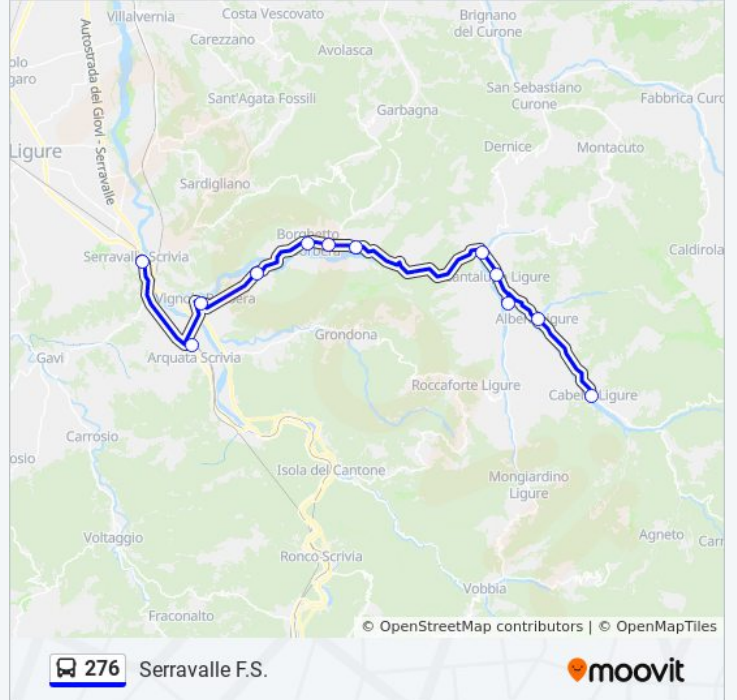 Villalvernia
Costa Vescovato
Brignano
del Curone
Carezzano
Avolasca
Autostrada dei Giovi - Serravalle
olo
garo
San Sebastiano
Curone
Sant'Agata Fossili
Fabbrica Curo
Garbagna
Ligure
Dernice
Montacuto
Sardigliano
Borghetto
Borbera
Serravalle Scrivia
Caldirola
Cantalupo Ligure
Vignole Borbera
Albera Ligure
Grondona
Gavi
Arquata Scrivia
Roccaforte Ligure
Cabella Ligure
Carrosio
osio
Isola del Cantone
Mongiardino
Ligure
Voltaggio
Agneto
Carr
Ronco Scrivia
Vobbia
Fraconalto
© OpenStreetMap contributors | © OpenMapTiles
276 Serravalle F.S.
moovit